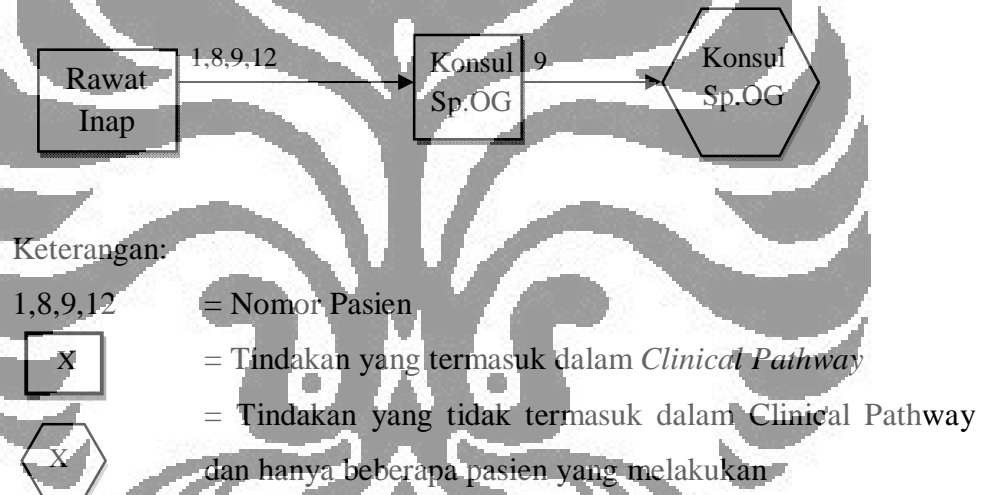 Rawat
Inap
1,8,9,12
Konsul
Sp.OG
9
Konsul
Sp.OG
Keterangan:
1,8,9,12 = Nomor Pasien
X = Tindakan yang termasuk dalam Clinical Pathway
= Tindakan yang tidak termasuk dalam Clinical Pathway
X dan hanya beberapa pasien yang melakukan